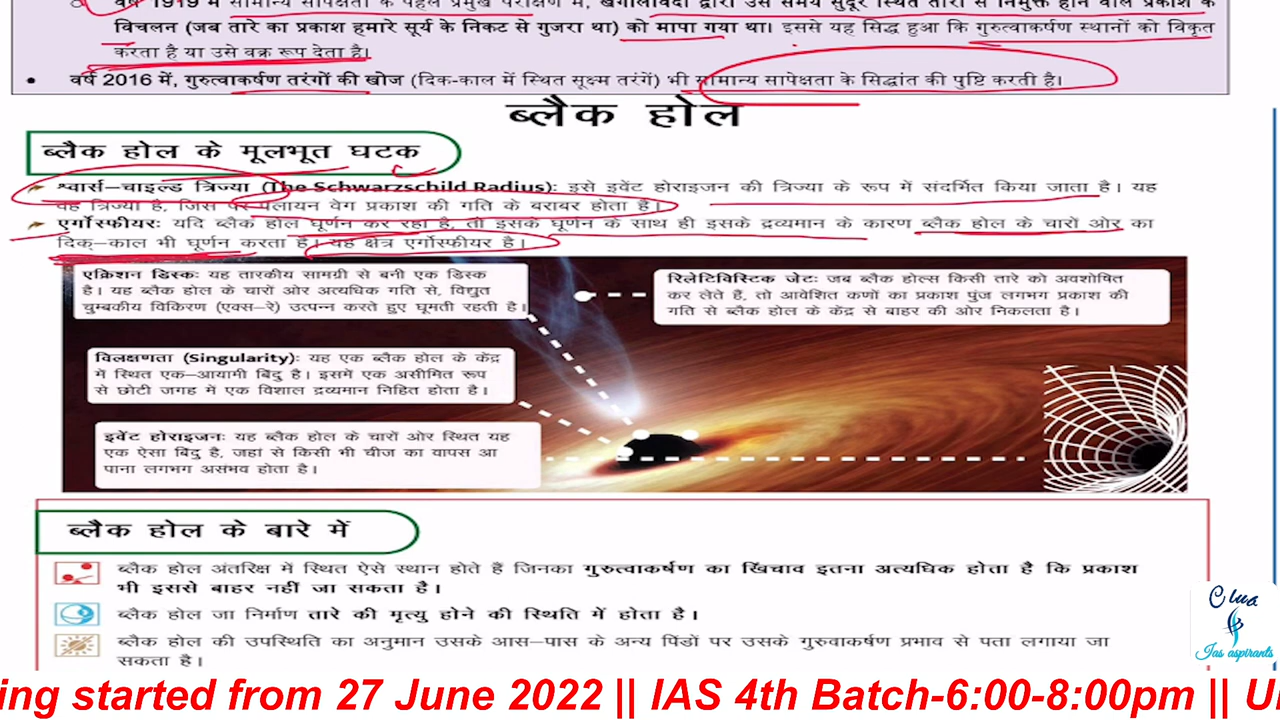 वर्ष 1919 में सामान्य सापेक्षता के पहले प्रमुख परीक्षण में, खगोलविदों द्वारा उस समय सुदूर स्थित तारों से निर्मुक्त होने वाले प्रकाश के
विचलन (जब तारे का प्रकाश हमारे सूर्य के निकट से गुजरा था) को मापा गया था। इससे यह सिद्ध हुआ कि गुरुत्वाकर्षण स्थानों को विकृत
करता है या उसे वक्र रूप देता है।
• वर्ष 2016 में, गुरुत्वाकर्षण तरंगों की खोज (दिक-काल में स्थित सूक्ष्म तरंगें) भी सामान्य सापेक्षता के सिद्धांत की पुष्टि करती है।
ब्लैक होल
ब्लैक होल के मूलभूत घटक
श्वार्स–चाइल्ड त्रिज्या (The Schwarzschild Radius): इसे इवेंट होराइजन की त्रिज्या के रूप में संदर्भित किया जाता है। यह
वह त्रिज्या है, जिस पर पलायन वेग प्रकाश की गति के बराबर होता है।
एर्गोस्फीयर: यदि ब्लैक होल घूर्णन कर रहा है, तो इसके घूर्णन के साथ ही इसके द्रव्यमान के कारण ब्लैक होल के चारों ओर का
दिक्–काल भी घूर्णन करता है। यह क्षेत्र एर्गोस्फीयर है।
एक्रिशन डिस्क: यह तारकीय सामग्री से बनी एक डिस्क
है। यह ब्लैक होल के चारों ओर अत्यधिक गति से, विद्युत
चुम्बकीय विकिरण (एक्स–रे) उत्पन्न करते हुए घूमती रहती है।
रिलेटिविस्टिक जेट: जब ब्लैक होल्स किसी तारे को अवशोषित
कर लेते हैं, तो आवेशित कणों का प्रकाश पुंज लगभग प्रकाश की
गति से ब्लैक होल के केंद्र से बाहर की ओर निकलता है।
विलक्षणता (Singularity): यह एक ब्लैक होल के केंद्र
में स्थित एक–आयामी बिंदु है। इसमें एक असीमित रूप
से छोटी जगह में एक विशाल द्रव्यमान निहित होता है।
इवेंट होराइजन: यह ब्लैक होल के चारों ओर स्थित यह
एक ऐसा बिंदु है, जहां से किसी भी चीज का वापस आ
पाना लगभग असंभव होता है।
ब्लैक होल के बारे में
ब्लैक होल अंतरिक्ष में स्थित ऐसे स्थान होते हैं जिनका गुरुत्वाकर्षण का खिंचाव इतना अत्यधिक होता है कि प्रकाश
भी इससे बाहर नहीं जा सकता है।
ब्लैक होल जा निर्माण तारे की मृत्यु होने की स्थिति में होता है।
ब्लैक होल की उपस्थिति का अनुमान उसके आस–पास के अन्य पिंडों पर उसके गुरुवाकर्षण प्रभाव से पता लगाया जा
सकता है।
Clue
Ias aspirants
ing started from 27 June 2022 || IAS 4th Batch-6:00-8:00pm || U